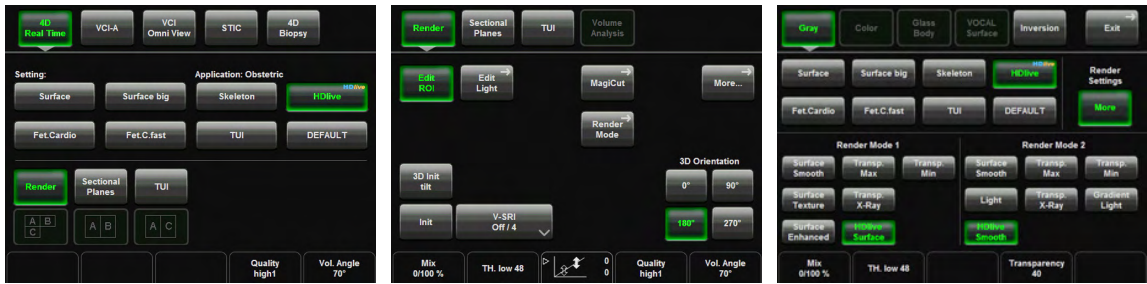 4D
Real Time
VCI-A
VCI
Omni View
STIC
4D
Biopsy
Setting:
Application: Obstetric
Surface
Surface big
Skeleton
HDlive
HDlive
Fet.Cardio
Fet.C.fast
TUI
DEFAULT
Render
Sectional
Planes
TUI
A B
C
A B
A C
Quality
high1
Vol. Angle
70°
Render
Sectional
Planes
TUI
Volume
Analysis
Edit
ROI
Edit
Light
MagiCut
More...
Render
Mode
3D Init
tilt
3D Orientation
0°
90°
Init
V-SRI
Off / 4
180°
270°
Mix
0/100 %
TH. low 48
0
0
Quality
high1
Vol. Angle
70°
Gray
Color
Glass
Body
VOCAL
Surface
Inversion
Exit
Surface
Surface big
Skeleton
HDlive
HDlive
Render
Settings
Fet.Cardio
Fet.C.fast
TUI
DEFAULT
More
Render Mode 1
Render Mode 2
Surface
Smooth
Transp.
Max
Transp.
Min
Surface
Smooth
Transp.
Max
Transp.
Min
Surface
Texture
Transp.
X-Ray
Light
Transp.
X-Ray
Gradient
Light
Surface
Enhanced
HDlive
Surface
HDlive
Smooth
Mix
0/100 %
TH. low 48
Transparency
40